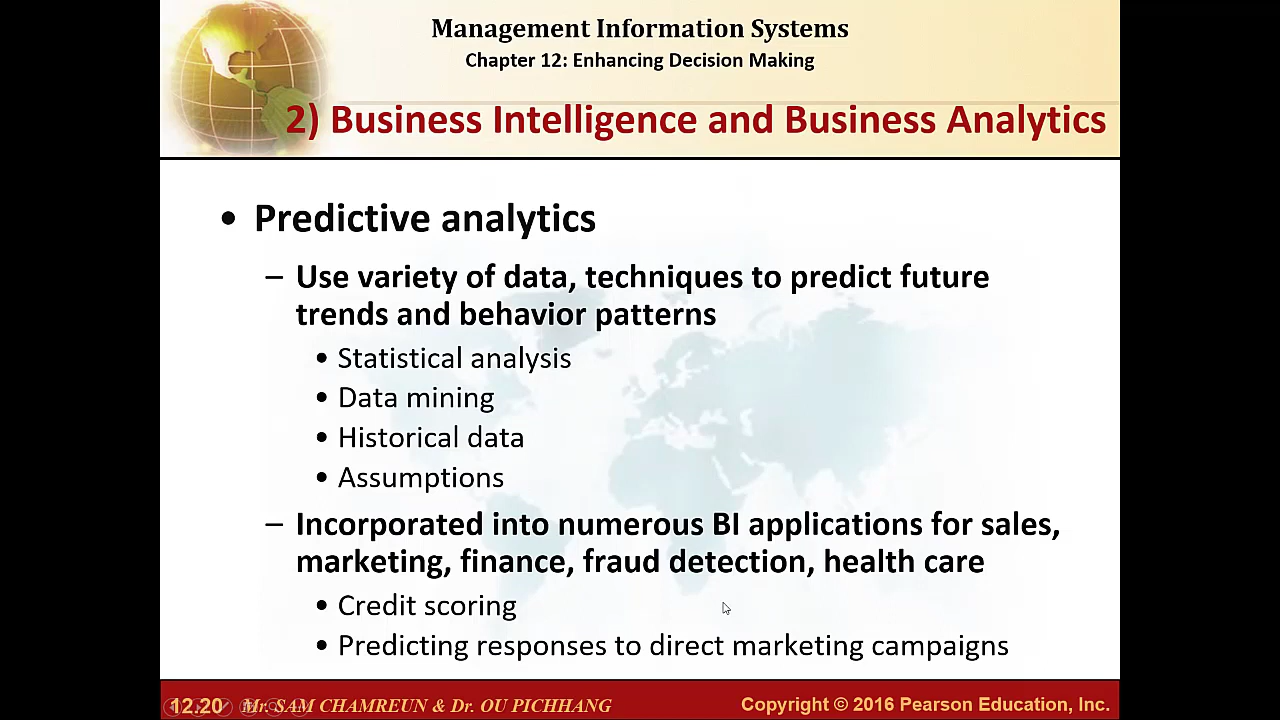 Management Information Systems
Chapter 12: Enhancing Decision Making
2) Business Intelligence and Business Analytics
• Predictive analytics
– Use variety of data, techniques to predict future
trends and behavior patterns
• Statistical analysis
• Data mining
• Historical data
• Assumptions
– Incorporated into numerous BI applications for sales,
marketing, finance, fraud detection, health care
• Credit scoring
• Predicting responses to direct marketing campaigns
12.20 Mr. SAM CHAMREUN & Dr. OU PICHHANG Copyright © 2016 Pearson Education, Inc.